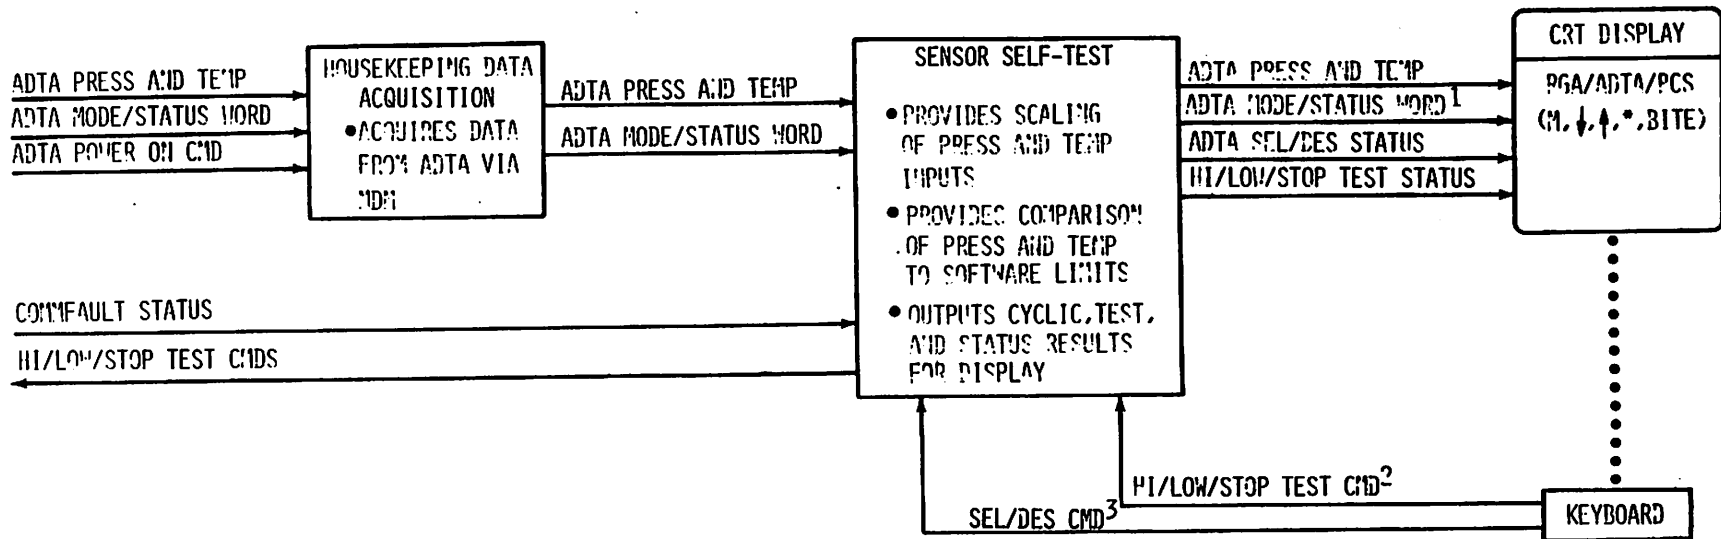 ADTA PRESS AND TEMP
ADTA MODE/STATUS WORD
ADTA POWER ON CMD
HOUSEKEEPING DATA
ACQUISITION
•ACQUIRES DATA
FROM ADTA VIA
MDM
ADTA PRESS AND TEMP
ADTA MODE/STATUS WORD
COMMFAULT STATUS
HI/LOW/STOP TEST CMDS
SENSOR SELF-TEST
•PROVIDES SCALING
OF PRESS AND TEMP
INPUTS
•PROVIDES COMPARISON
OF PRESS AND TEMP
TO SOFTWARE LIMITS
•OUTPUTS CYCLIC,TEST,
AND STATUS RESULTS
FOR DISPLAY
ADTA PRESS AND TEMP
ADTA MODE/STATUS WORD1
ADTA SEL/DES STATUS
HI/LOW/STOP TEST STATUS
CRT DISPLAY
RGA/ADTA/RCS
(M,↓,↑,*,BITE)
HI/LOW/STOP TEST CMD2
SEL/DES CMD3
KEYBOARD